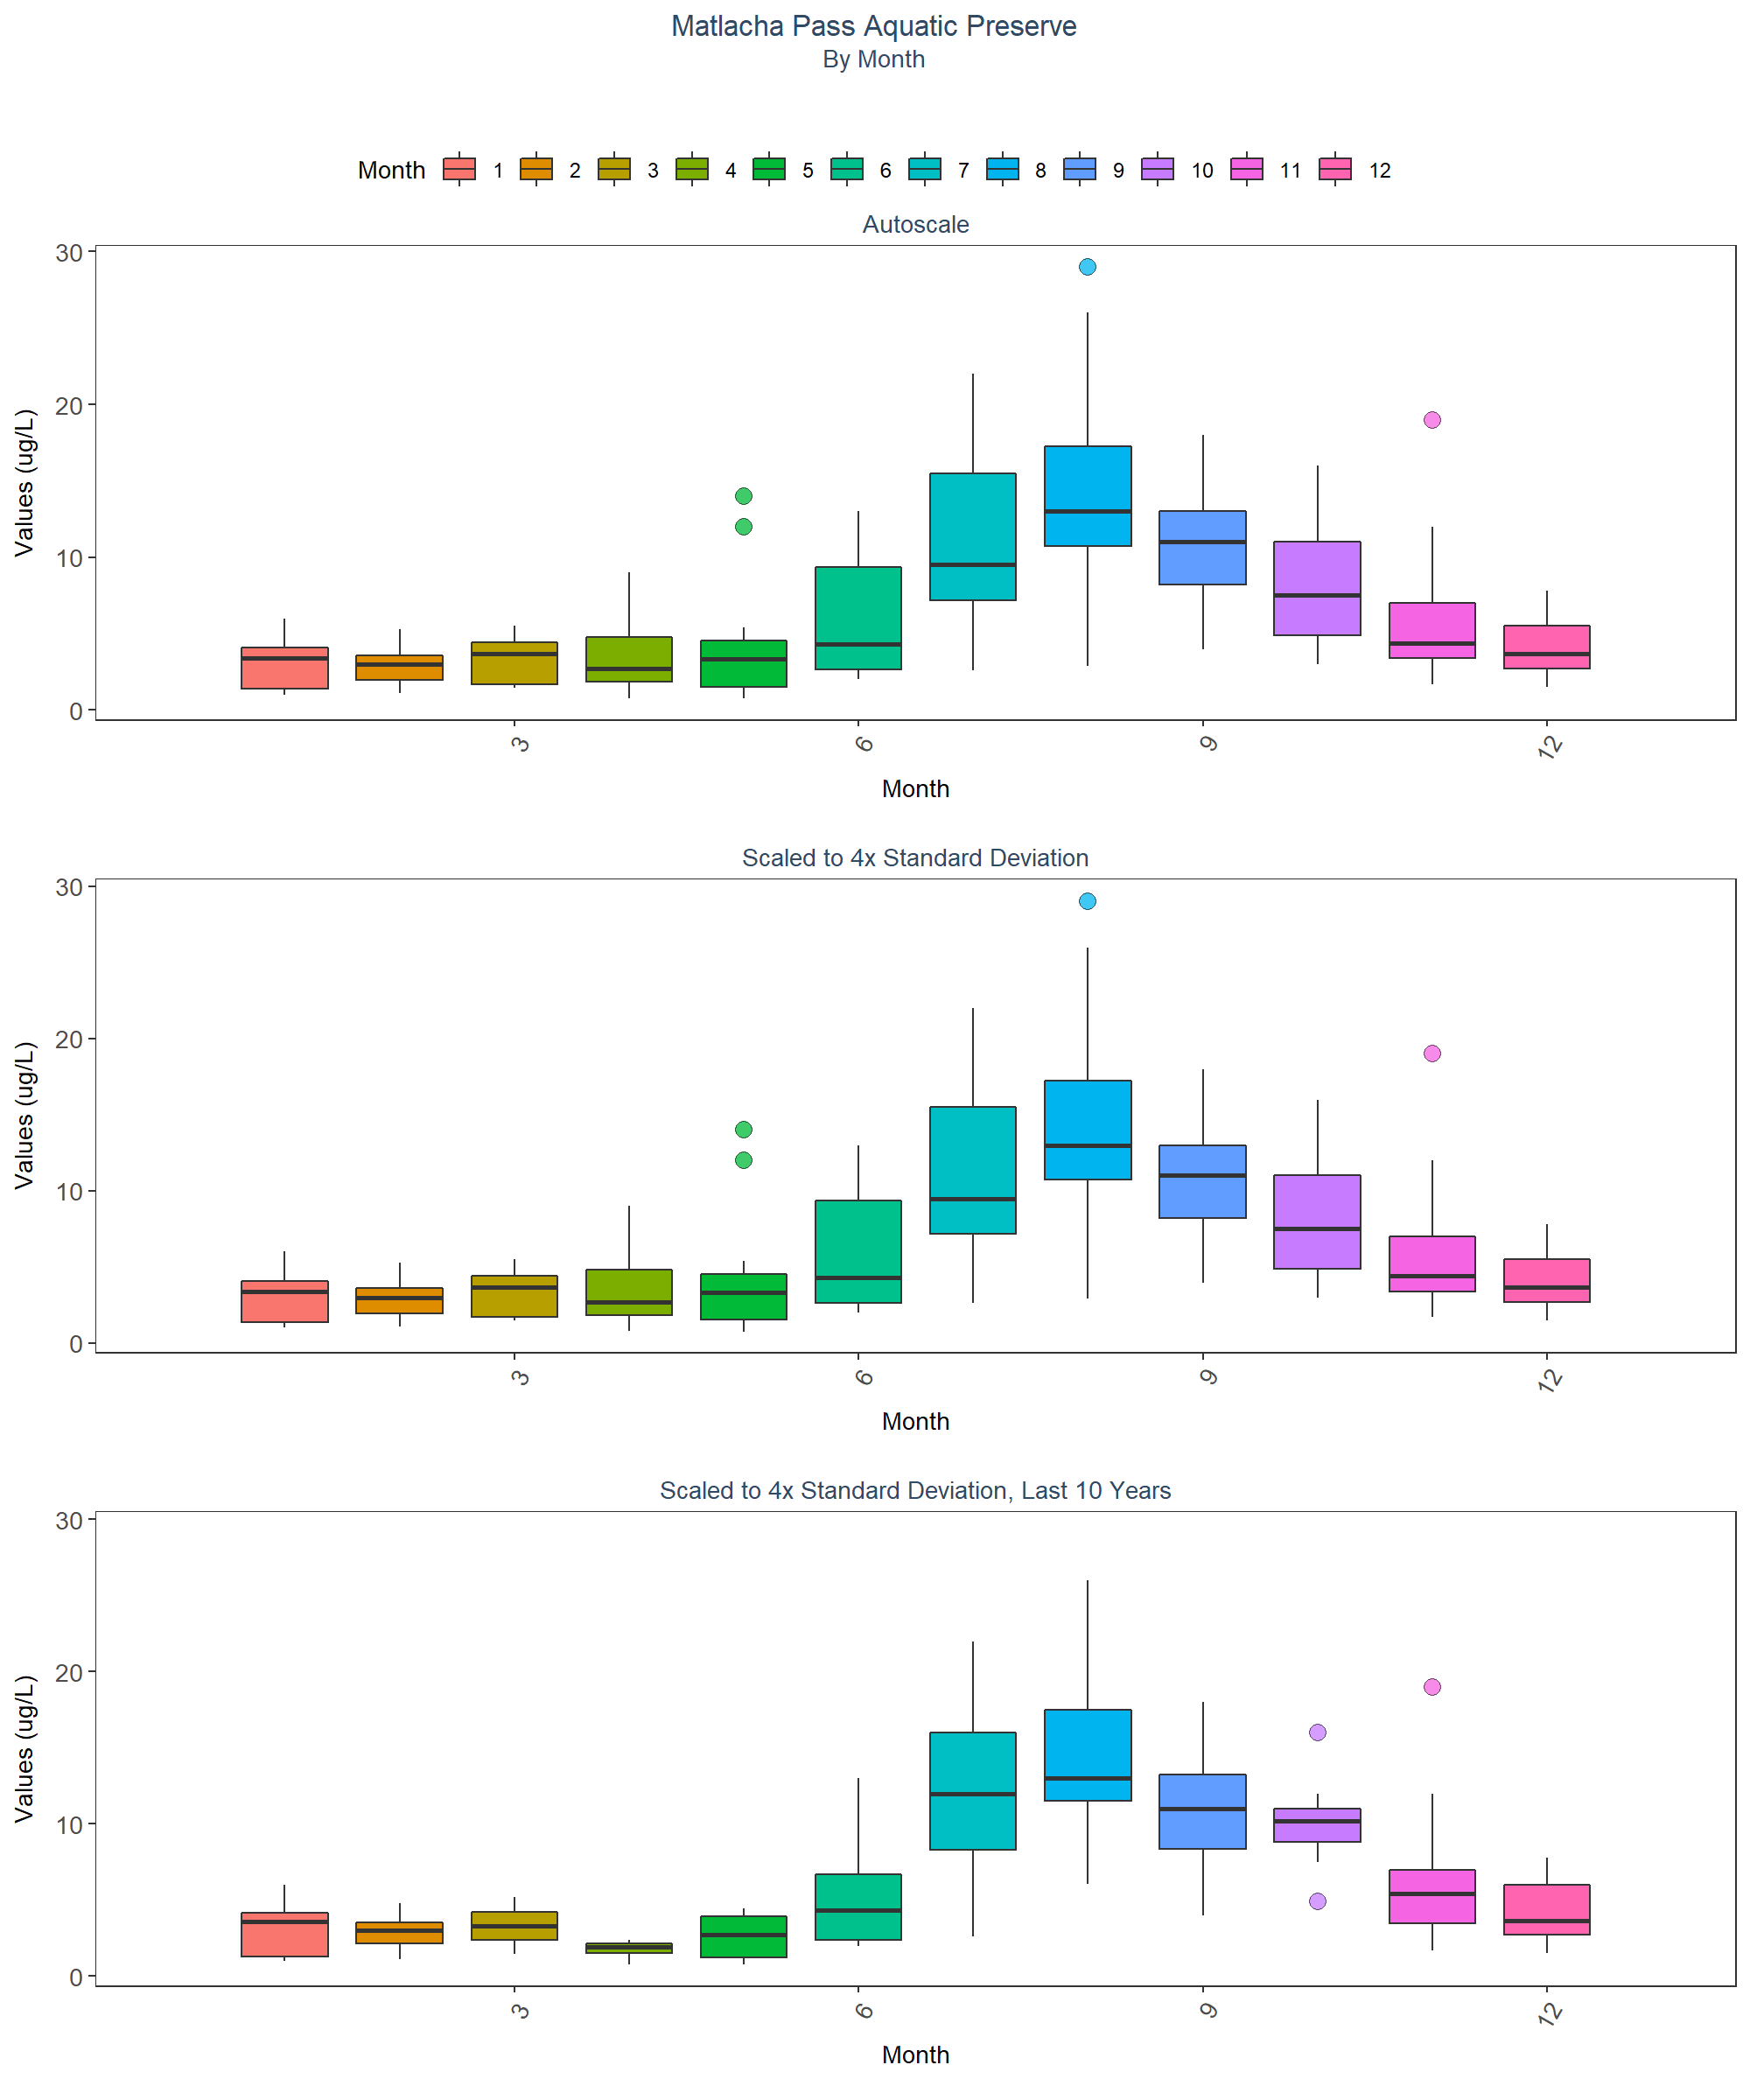 Matlacha Pass Aquatic Preserve
By Month
Month 1 2 3 4 5 6 7 8 9 10 11 12
Autoscale
Values (ug/L)
30
20
10
0
3 6 9 12
Month
Scaled to 4x Standard Deviation
Values (ug/L)
30
20
10
0
3 6 9 12
Month
Scaled to 4x Standard Deviation, Last 10 Years
Values (ug/L)
30
20
10
0
3 6 9 12
Month